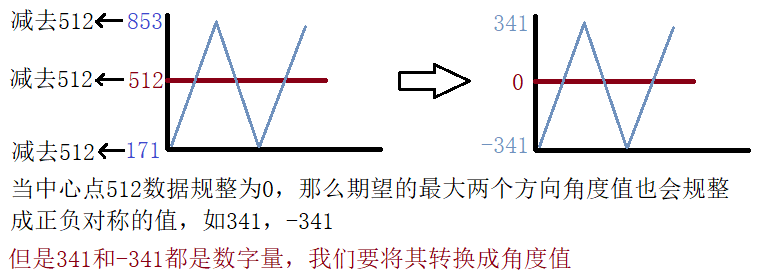 减去512 853
减去512 512
减去512 171
341
0
-341
当中心点512数据规整为0，那么期望的最大两个方向角度值也会规整
成正负对称的值，如341，-341
但是341和-341都是数字量，我们要将其转换成角度值